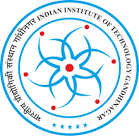 भारतीय प्रौद्योगिकी संस्थान गांधीनगर
INDIAN INSTITUTE OF TECHNOLOGY GANDHINAGAR